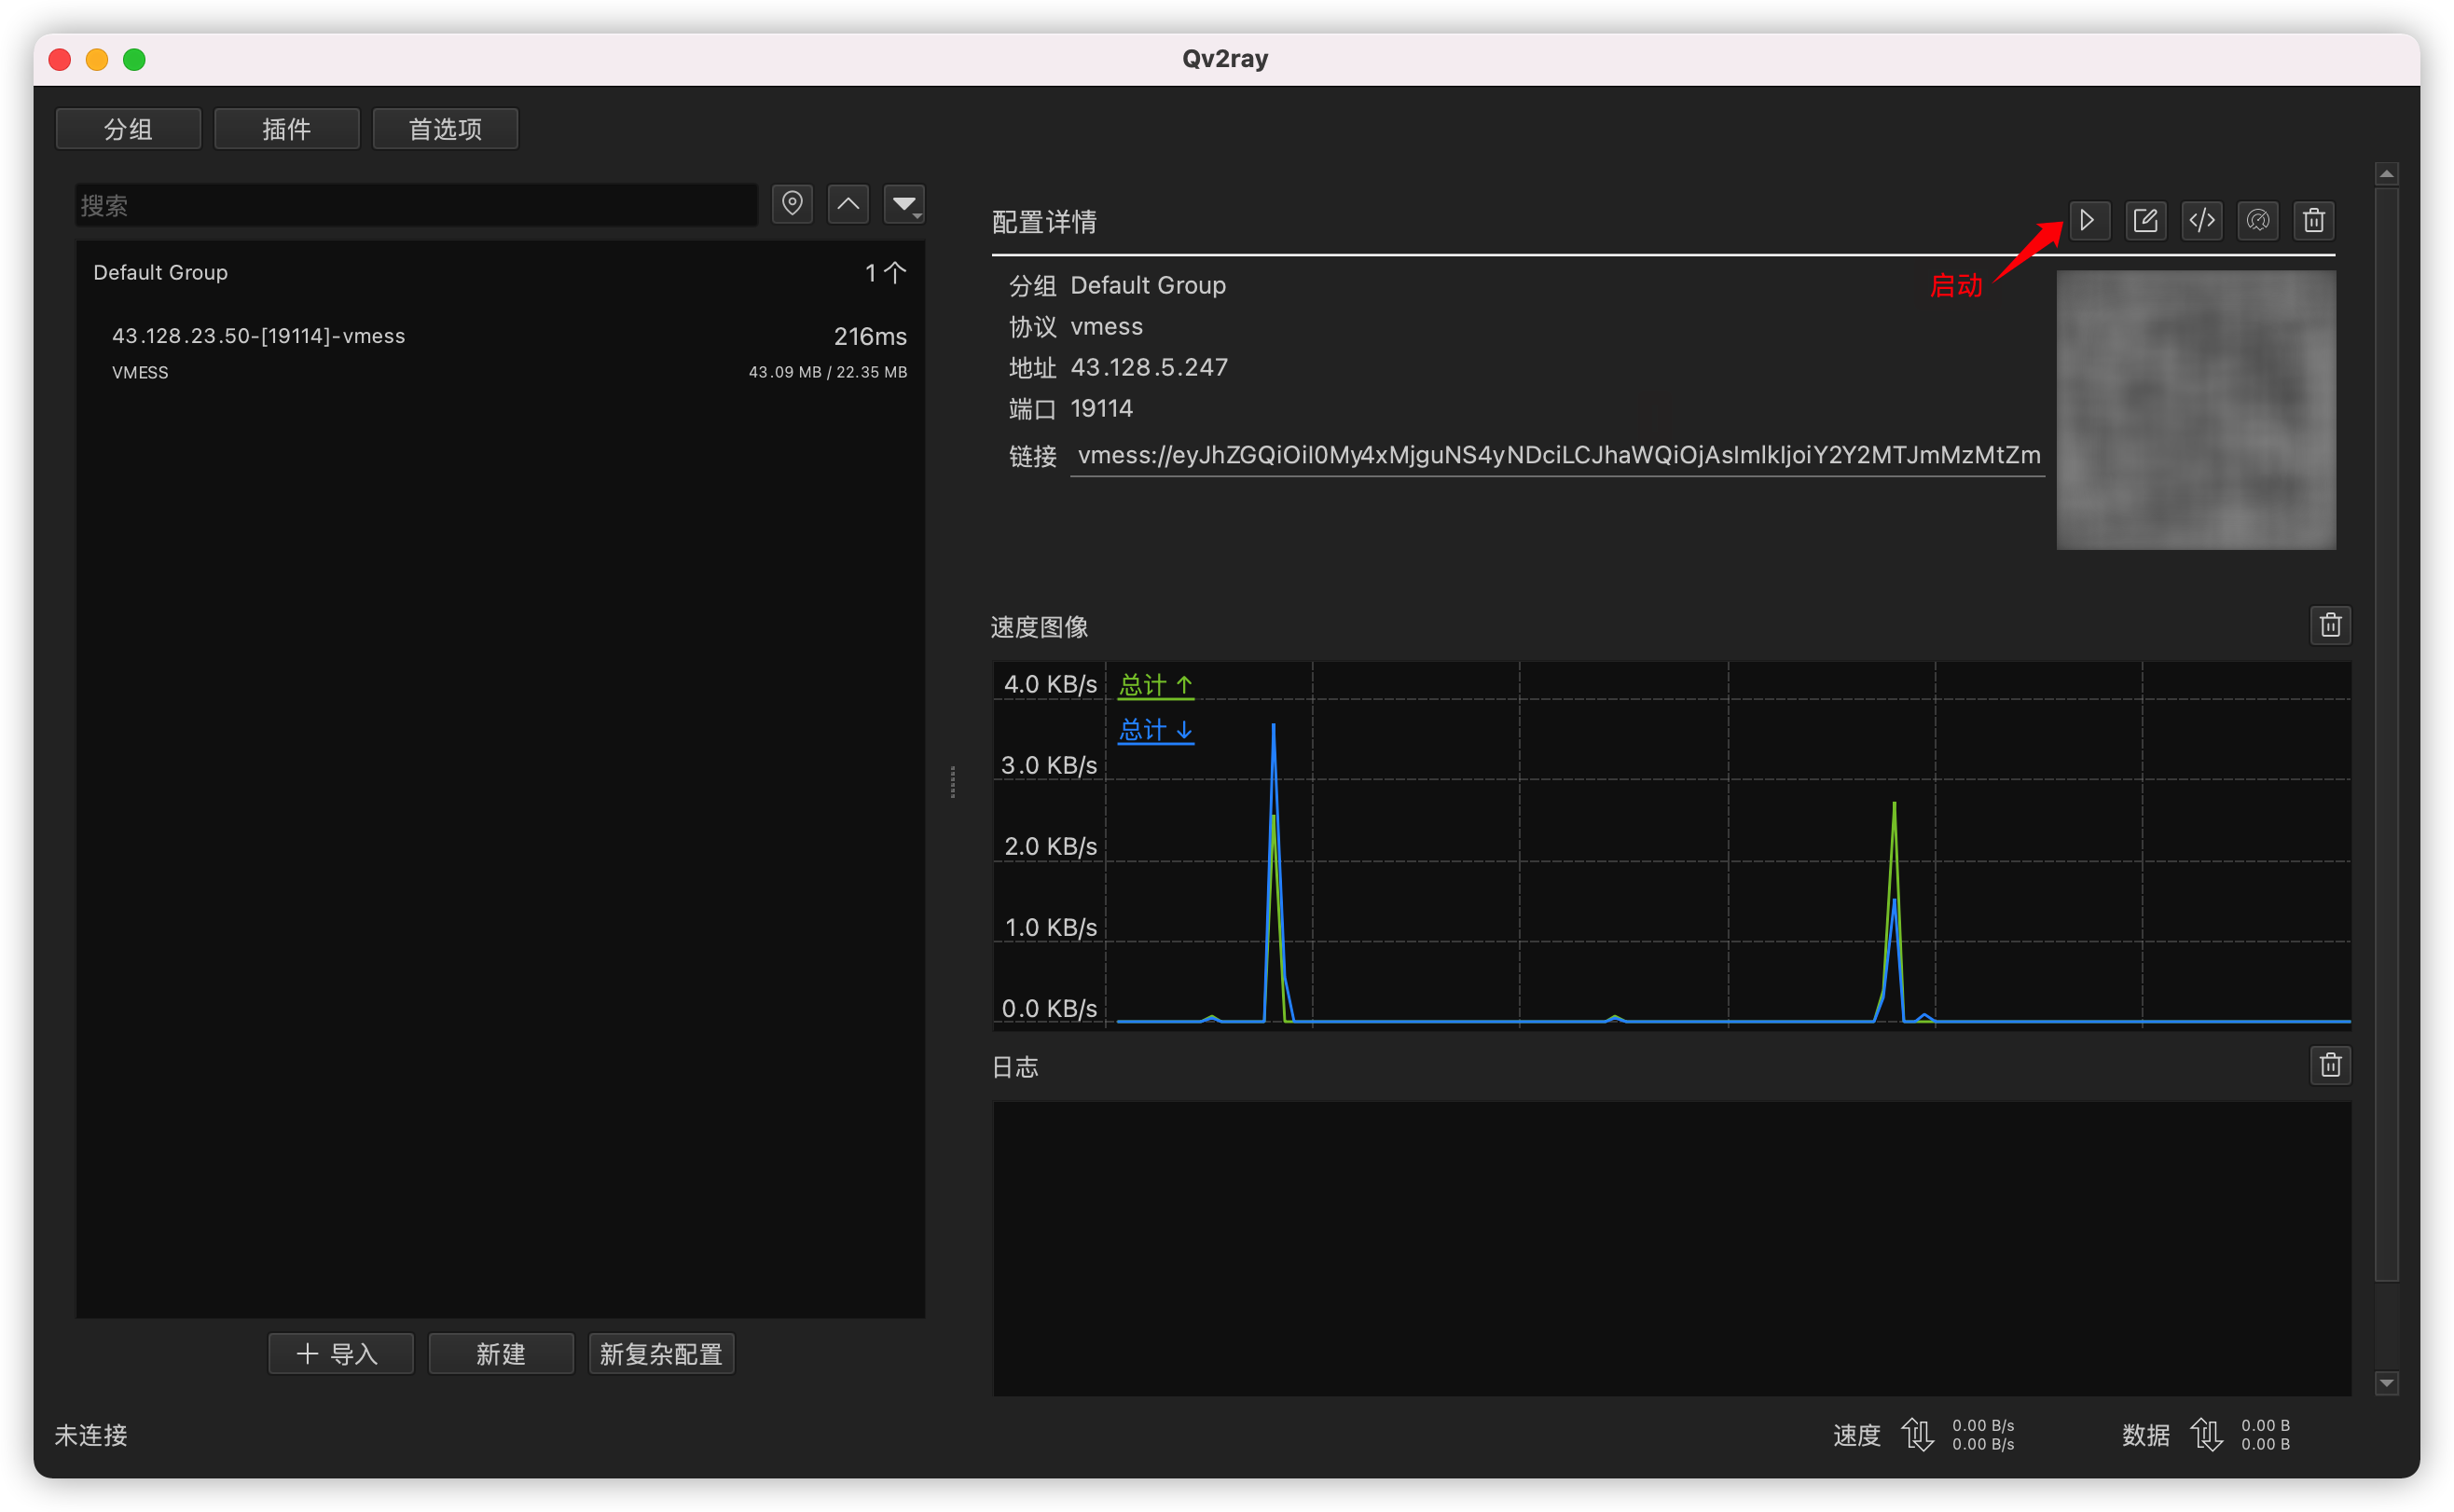 Qv2ray
分组 插件 首选项
搜索
Default Group 1 个
43.128.23.50-[19114]-vmess 216ms
VMESS 43.09 MB / 22.35 MB
配置详情
启动
分组 Default Group
协议 vmess
地址 43.128.5.247
端口 19114
链接 vmess://eyJhZGQiOiI0My4xMjguNS4yNDciLCJhaWQiOjAsImlkIjoiY2Y2MTJmMzMtZm
速度图像
4.0 KB/s 总计 ↑
总计 ↓
3.0 KB/s
2.0 KB/s
1.0 KB/s
0.0 KB/s
日志
导入 新建 新复杂配置
未连接
速度 0.00 B/s
0.00 B/s
数据 0.00 B
0.00 B